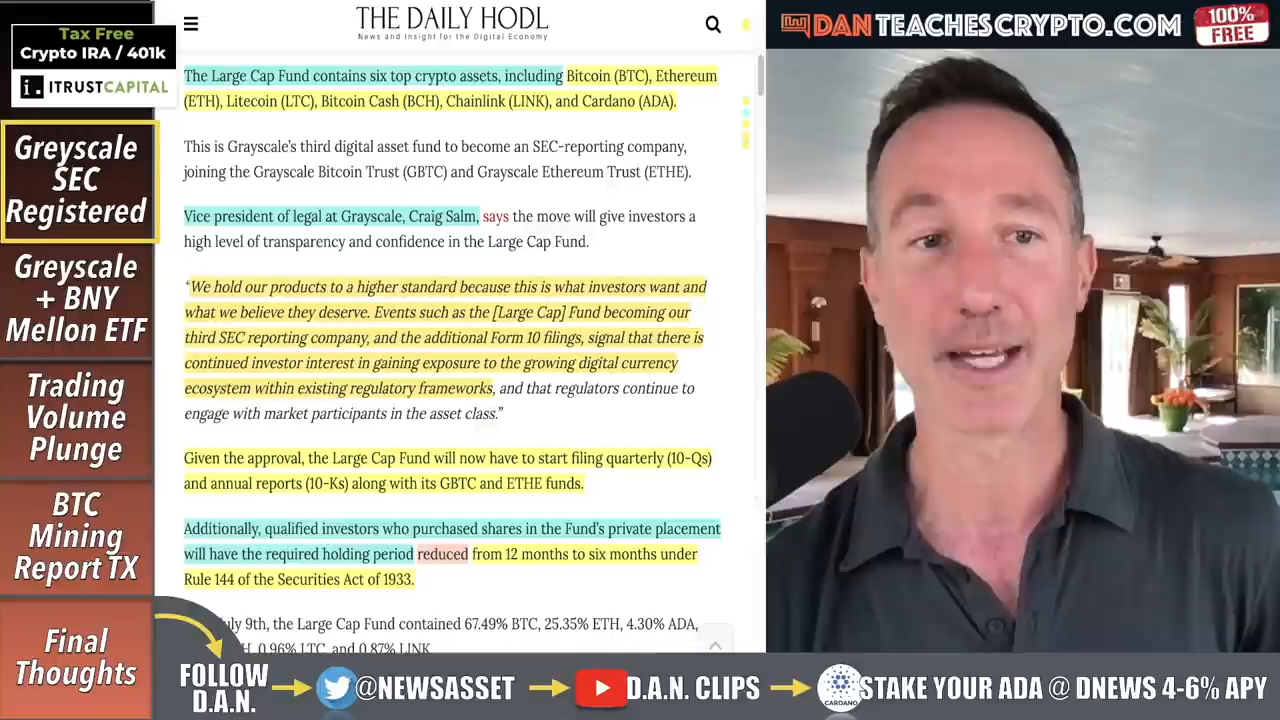 Tax Free
Crypto IRA / 401k
i. ITRUSTCAPITAL
Greyscale
SEC
Registered
Greyscale
+ BNY
Mellon ETF
Trading
Volume
Plunge
BTC
Mining
Report TX
Final
Thoughts
THE DAILY HODL
News and Insight for the Digital Economy
The Large Cap Fund contains six top crypto assets, including Bitcoin (BTC), Ethereum
(ETH), Litecoin (LTC), Bitcoin Cash (BCH), Chainlink (LINK), and Cardano (ADA).
This is Grayscale’s third digital asset fund to become an SEC-reporting company,
joining the Grayscale Bitcoin Trust (GBTC) and Grayscale Ethereum Trust (ETHE).
Vice president of legal at Grayscale, Craig Salm, says the move will give investors a
high level of transparency and confidence in the Large Cap Fund.
“We hold our products to a higher standard because this is what investors want and
what we believe they deserve. Events such as the [Large Cap] Fund becoming our
third SEC reporting company, and the additional Form 10 filings, signal that there is
continued investor interest in gaining exposure to the growing digital currency
ecosystem within existing regulatory frameworks, and that regulators continue to
engage with market participants in the asset class.”
Given the approval, the Large Cap Fund will now have to start filing quarterly (10-Qs)
and annual reports (10-Ks) along with its GBTC and ETHE funds.
Additionally, qualified investors who purchased shares in the Fund’s private placement
will have the required holding period reduced from 12 months to six months under
Rule 144 of the Securities Act of 1933.
9th, the Large Cap Fund contained 67.49% BTC, 25.35% ETH, 4.30% ADA,
0.96% LTC, and 0.87% LINK.
DANTEACHESCRYPTO.COM
100%
FREE
FOLLOW
D.A.N.
@NEWSASSET
D.A.N. CLIPS
CARDANO
STAKE YOUR ADA @ DNEWS 4-6% APY